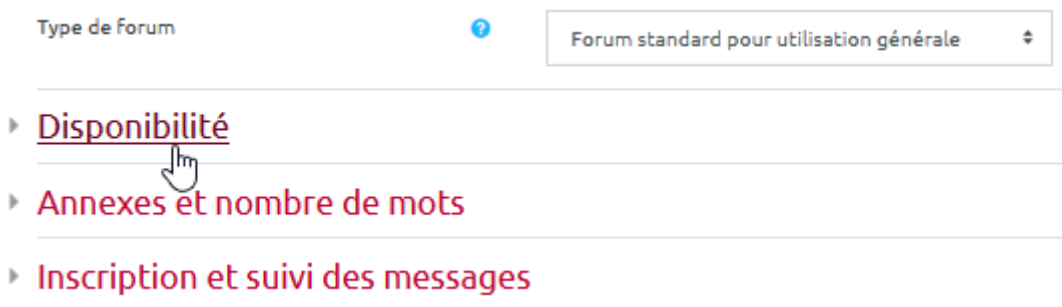 Type de forum
Forum standard pour utilisation générale
Disponibilité
Annexes et nombre de mots
Inscription et suivi des messages